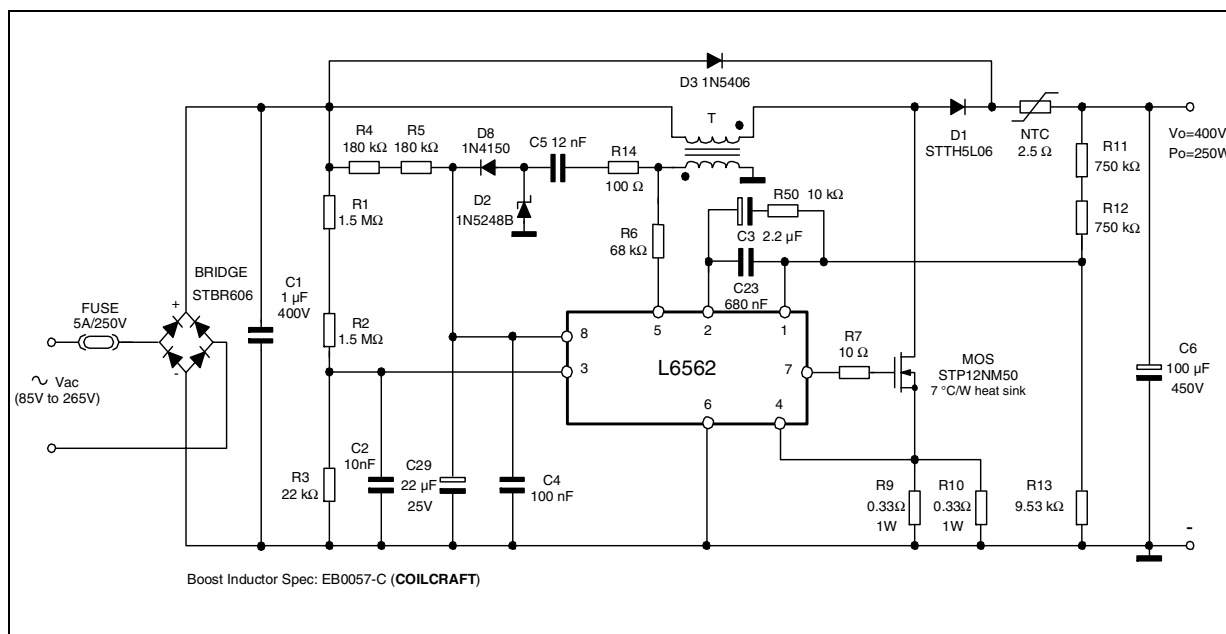 D3 1N5406
T
R4
180 kΩ
R5
180 kΩ
D8
1N4150
C5 12 nF
R14
100 Ω
D1
STTH5L06
NTC
2.5 Ω
Vo=400V
Po=250W
R11
750 kΩ
D2
1N5248B
R50 10 kΩ
R1
1.5 MΩ
R6
68 kΩ
C3 2.2 µF
R12
750 kΩ
C23
680 nF
BRIDGE
STBR606
+
-
C1
1 µF
400V
FUSE
5A/250V
R2
1.5 MΩ
5
2
1
8
3
L6562
7
6
4
R7
10 Ω
MOS
STP12NM50
7 °C/W heat sink
C6
100 µF
450V
Vac
(85V to 265V)
R3
22 kΩ
C2
10nF
C29
22 µF
25V
C4
100 nF
R9
0.33Ω
1W
R10
0.33Ω
1W
R13
9.53 kΩ
-
Boost Inductor Spec: EB0057-C (COILCRAFT)